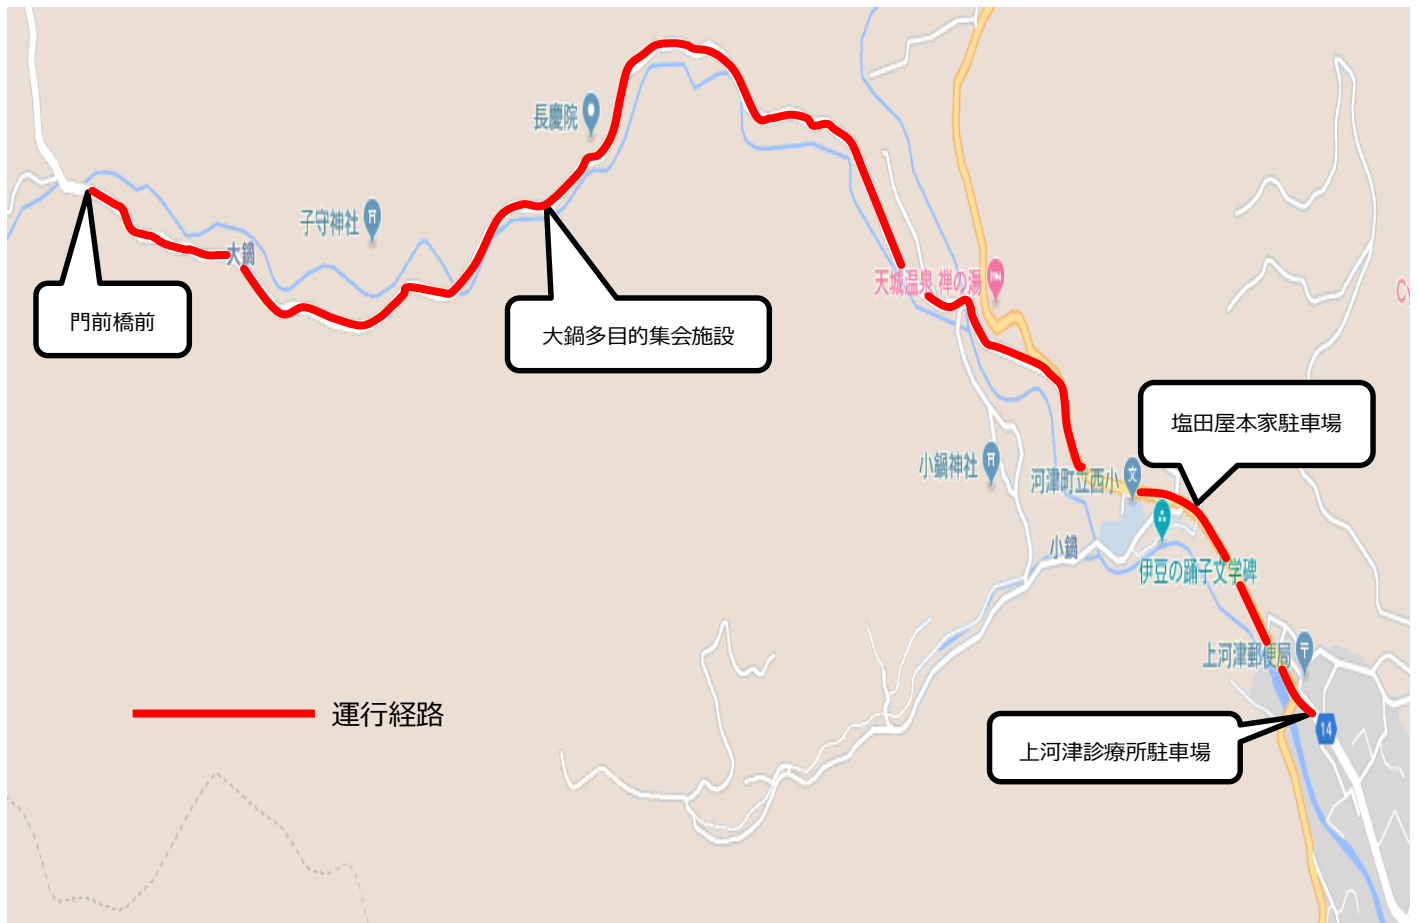 長慶院
子守神社
大鍋
天城温泉 禅の湯
Cy
門前橋前
大鍋多目的集会施設
塩田屋本家駐車場
小鍋神社
河津町立西小
文
小鍋
伊豆の踊子文学碑
上河津郵便局
運行経路
14
上河津診療所駐車場